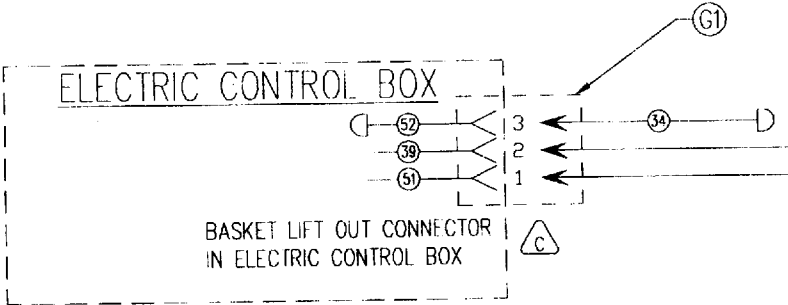 G1
ELECTRIC CONTROL BOX
52 3 34
39 2
51 1
BASKET LIFT OUT CONNECTOR
IN ELECTRIC CONTROL BOX
C